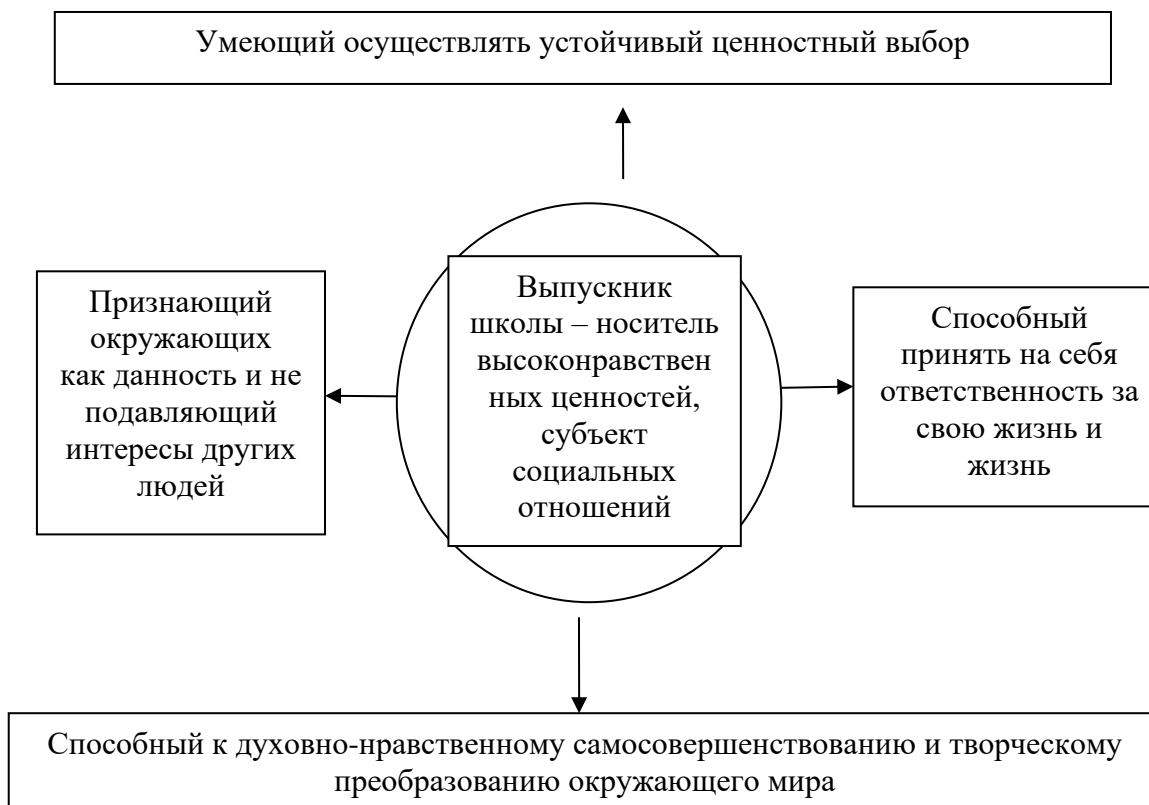 Умеющий осуществлять устойчивый ценностный выбор
Признающий
окружающих
как данность и не
подавляющий
интересы других
людей
Выпускник
школы – носитель
высоконравствен
ных ценностей,
субъект
социальных
отношений
Способный
принять на себя
ответственность за
свою жизнь и
жизнь
Способный к духовно-нравственному самосовершенствованию и творческому
преобразованию окружающего мира